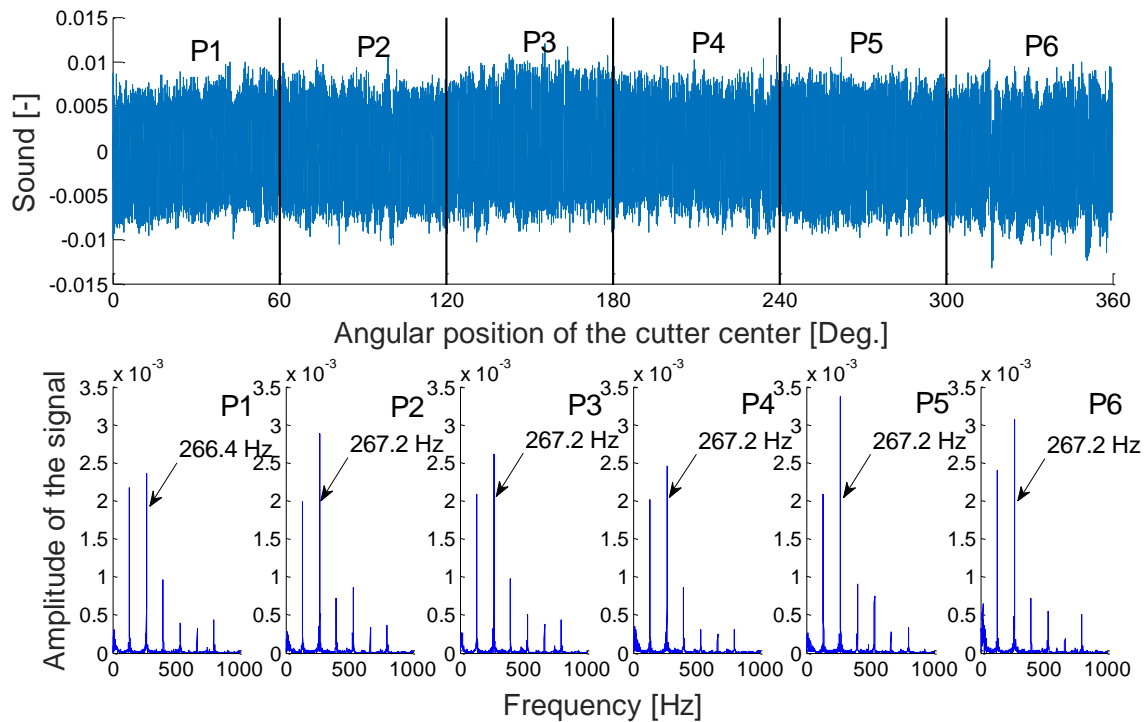 0.015
0.01
0.005
0
-0.005
-0.01
-0.015
Sound [-]
P1 P2 P3 P4 P5 P6
0 60 120 180 240 300 360
Angular position of the cutter center [Deg.]
Amplitude of the signal
x 10^-3 x 10^-3 x 10^-3 x 10^-3 x 10^-3 x 10^-3
P1 P2 P3 P4 P5 P6
266.4 Hz 267.2 Hz 267.2 Hz 267.2 Hz 267.2 Hz 267.2 Hz
3.5 3.5 3.5 3.5 3.5 3.5
3 3 3 3 3 3
2.5 2.5 2.5 2.5 2.5 2.5
2 2 2 2 2 2
1.5 1.5 1.5 1.5 1.5 1.5
1 1 1 1 1 1
0.5 0.5 0.5 0.5 0.5 0.5
0 0 0 0 0 0
0 500 1000 0 500 1000 0 500 1000 0 500 1000 0 500 1000 0 500 1000
Frequency [Hz]